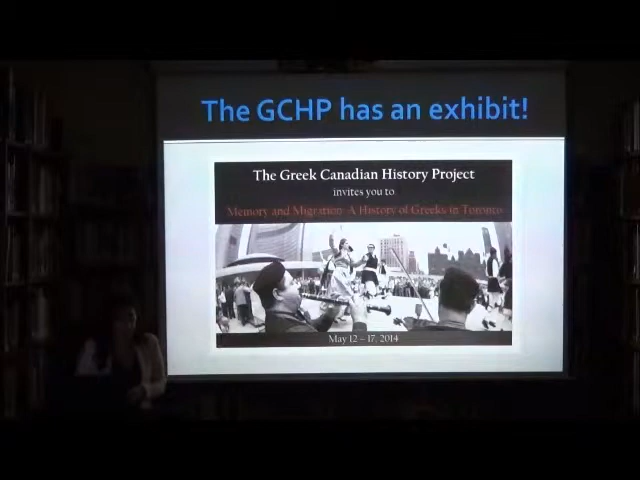 The GCHP has an exhibit!
The Greek Canadian History Project
invites you to
Memory and Migration: A History of Greeks in Toronto
May 12 – 17, 2014